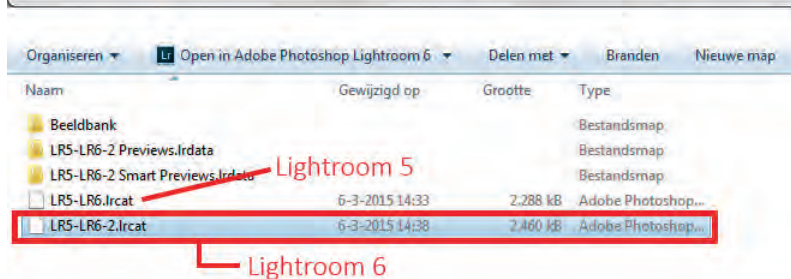 Organiseren Lr Open in Adobe Photoshop Lightroom 6 Delen met Branden Nieuwe map
Naam Gewijzigd op Grootte Type
Beeldbank Bestandsmap
LR5-LR6-2 Previews.lrdata Bestandsmap
LR5-LR6-2 Smart Previews.lrdata Bestandsmap
Lightroom 5
LR5-LR6.lrcat 6-3-2015 14:33 2.288 kB Adobe Photoshop...
LR5-LR6-2.lrcat 6-3-2015 14:38 2.460 kB Adobe Photoshop...
Lightroom 6